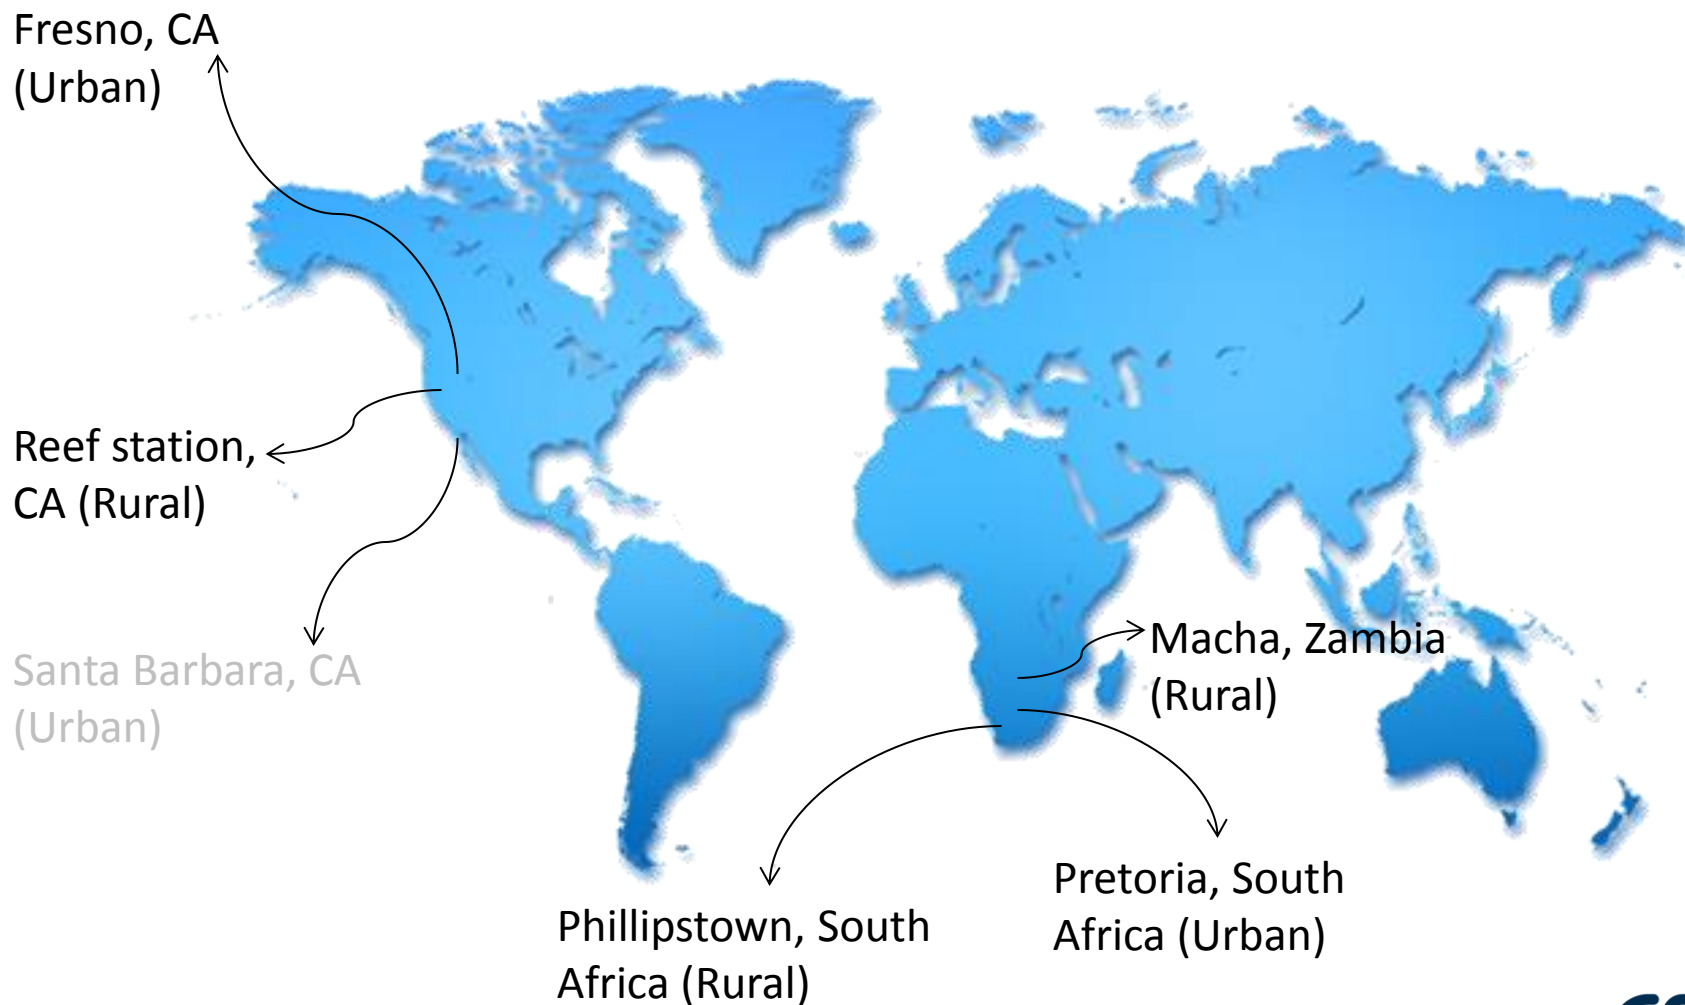 Fresno, CA
(Urban)
Reef station,
CA (Rural)
Santa Barbara, CA
(Urban)
Macha, Zambia
(Rural)
Pretoria, South
Africa (Urban)
Phillipstown, South
Africa (Rural)